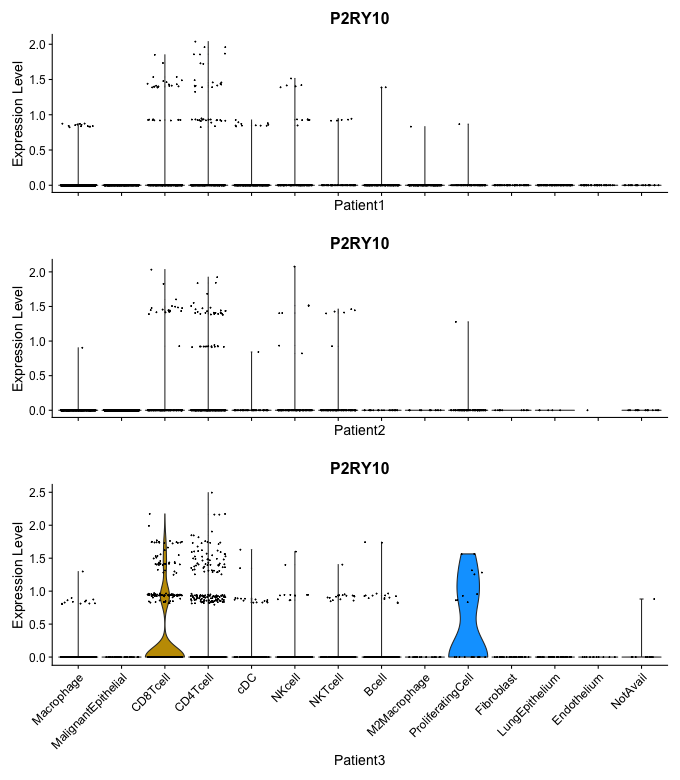 P2RY10
Expression Level
2.0
1.5
1.0
0.5
0.0
Patient1
P2RY10
Expression Level
2.0
1.5
1.0
0.5
0.0
Patient2
P2RY10
Expression Level
2.5
2.0
1.5
1.0
0.5
0.0
Macrophage
MalignantEpithelial
CD8Tcell
CD4Tcell
cDC
NKcell
NKTcell
Bcell
M2Macrophage
ProliferatingCell
Fibroblast
LungEpithelium
Endothelium
NotAvail
Patient3